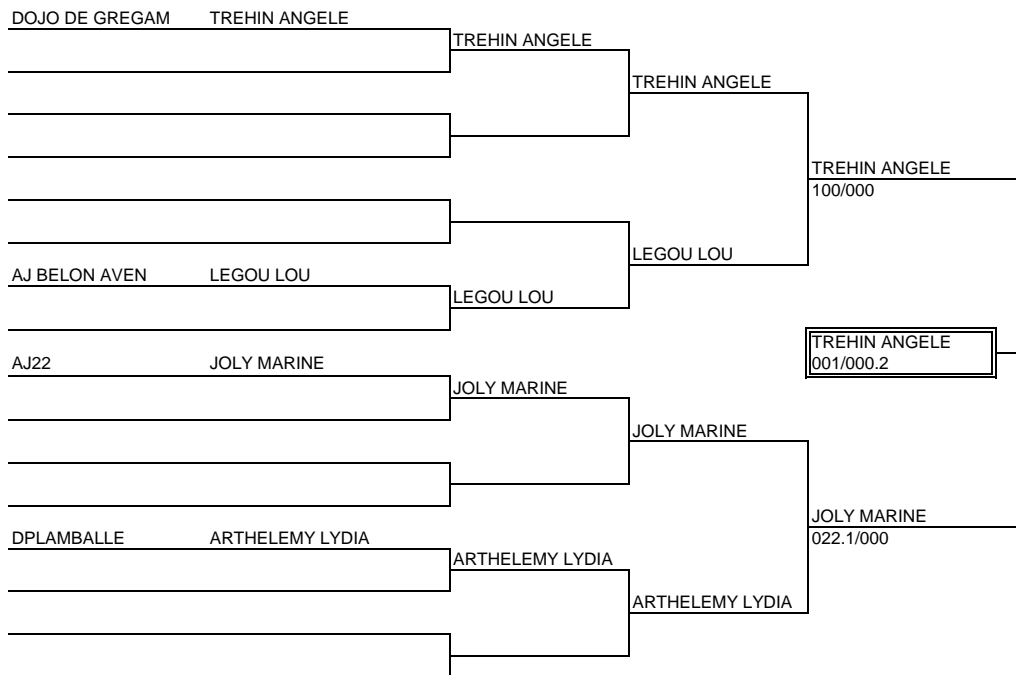 DOJO DE GREGAM TREHIN ANGELE
TREHIN ANGELE
TREHIN ANGELE
TREHIN ANGELE
100/000
LEGOU LOU
AJ BELON AVEN LEGOU LOU
LEGOU LOU
TREHIN ANGELE
001/000.2
AJ22 JOLY MARINE
JOLY MARINE
JOLY MARINE
JOLY MARINE
022.1/000
DPLAMBALLE ARTHELEMY LYDIA
ARTHELEMY LYDIA
ARTHELEMY LYDIA